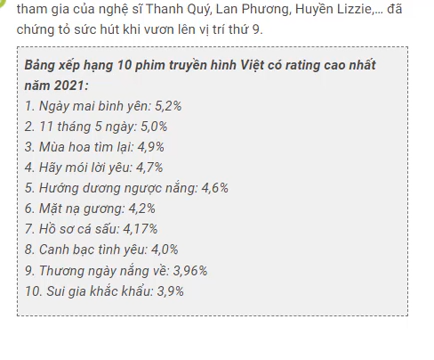 tham gia của nghệ sĩ Thanh Quý, Lan Phương, Huyền Lizzie,... đã
chứng tỏ sức hút khi vươn lên vị trí thứ 9.
Bảng xếp hạng 10 phim truyền hình Việt có rating cao nhất
năm 2021:
1. Ngày mai bình yên: 5,2%
2. 11 tháng 5 ngày: 5,0%
3. Mùa hoa tìm lại: 4,9%
4. Hãy mói lời yêu: 4,7%
5. Hướng dương ngược nắng: 4,6%
6. Mặt nạ gương: 4,2%
7. Hồ sơ cá sấu: 4,17%
8. Canh bạc tình yêu: 4,0%
9. Thương ngày nắng về: 3,96%
10. Sui gia khắc khẩu: 3,9%